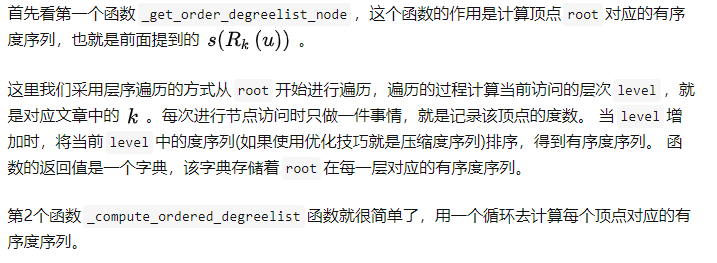 首先看第一个函数 _get_order_degreelist_node ，这个函数的作用是计算顶点 root 对应的有序
度序列，也就是前面提到的 s(R_k (u)) 。
这里我们采用层序遍历的方式从 root 开始进行遍历，遍历的过程计算当前访问的层次 level ，就
是对应文章中的 k 。每次进行节点访问时只做一件事情，就是记录该顶点的度数。 当 level 增
加时，将当前 level 中的度序列(如果使用优化技巧就是压缩度序列)排序，得到有序度序列。 函
数的返回值是一个字典，该字典存储着 root 在每一层对应的有序度序列。
第2个函数 _compute_ordered_degreelist 函数就很简单了，用一个循环去计算每个顶点对应的有
序度序列。